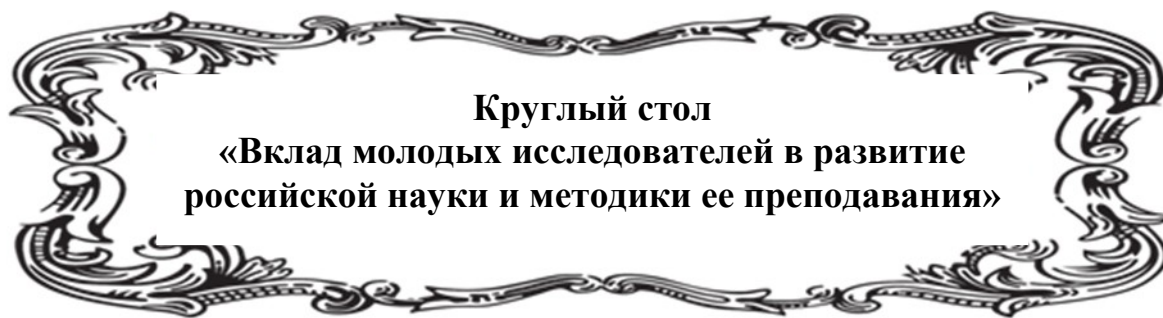 Круглый стол
«Вклад молодых исследователей в развитие
российской науки и методики ее преподавания»